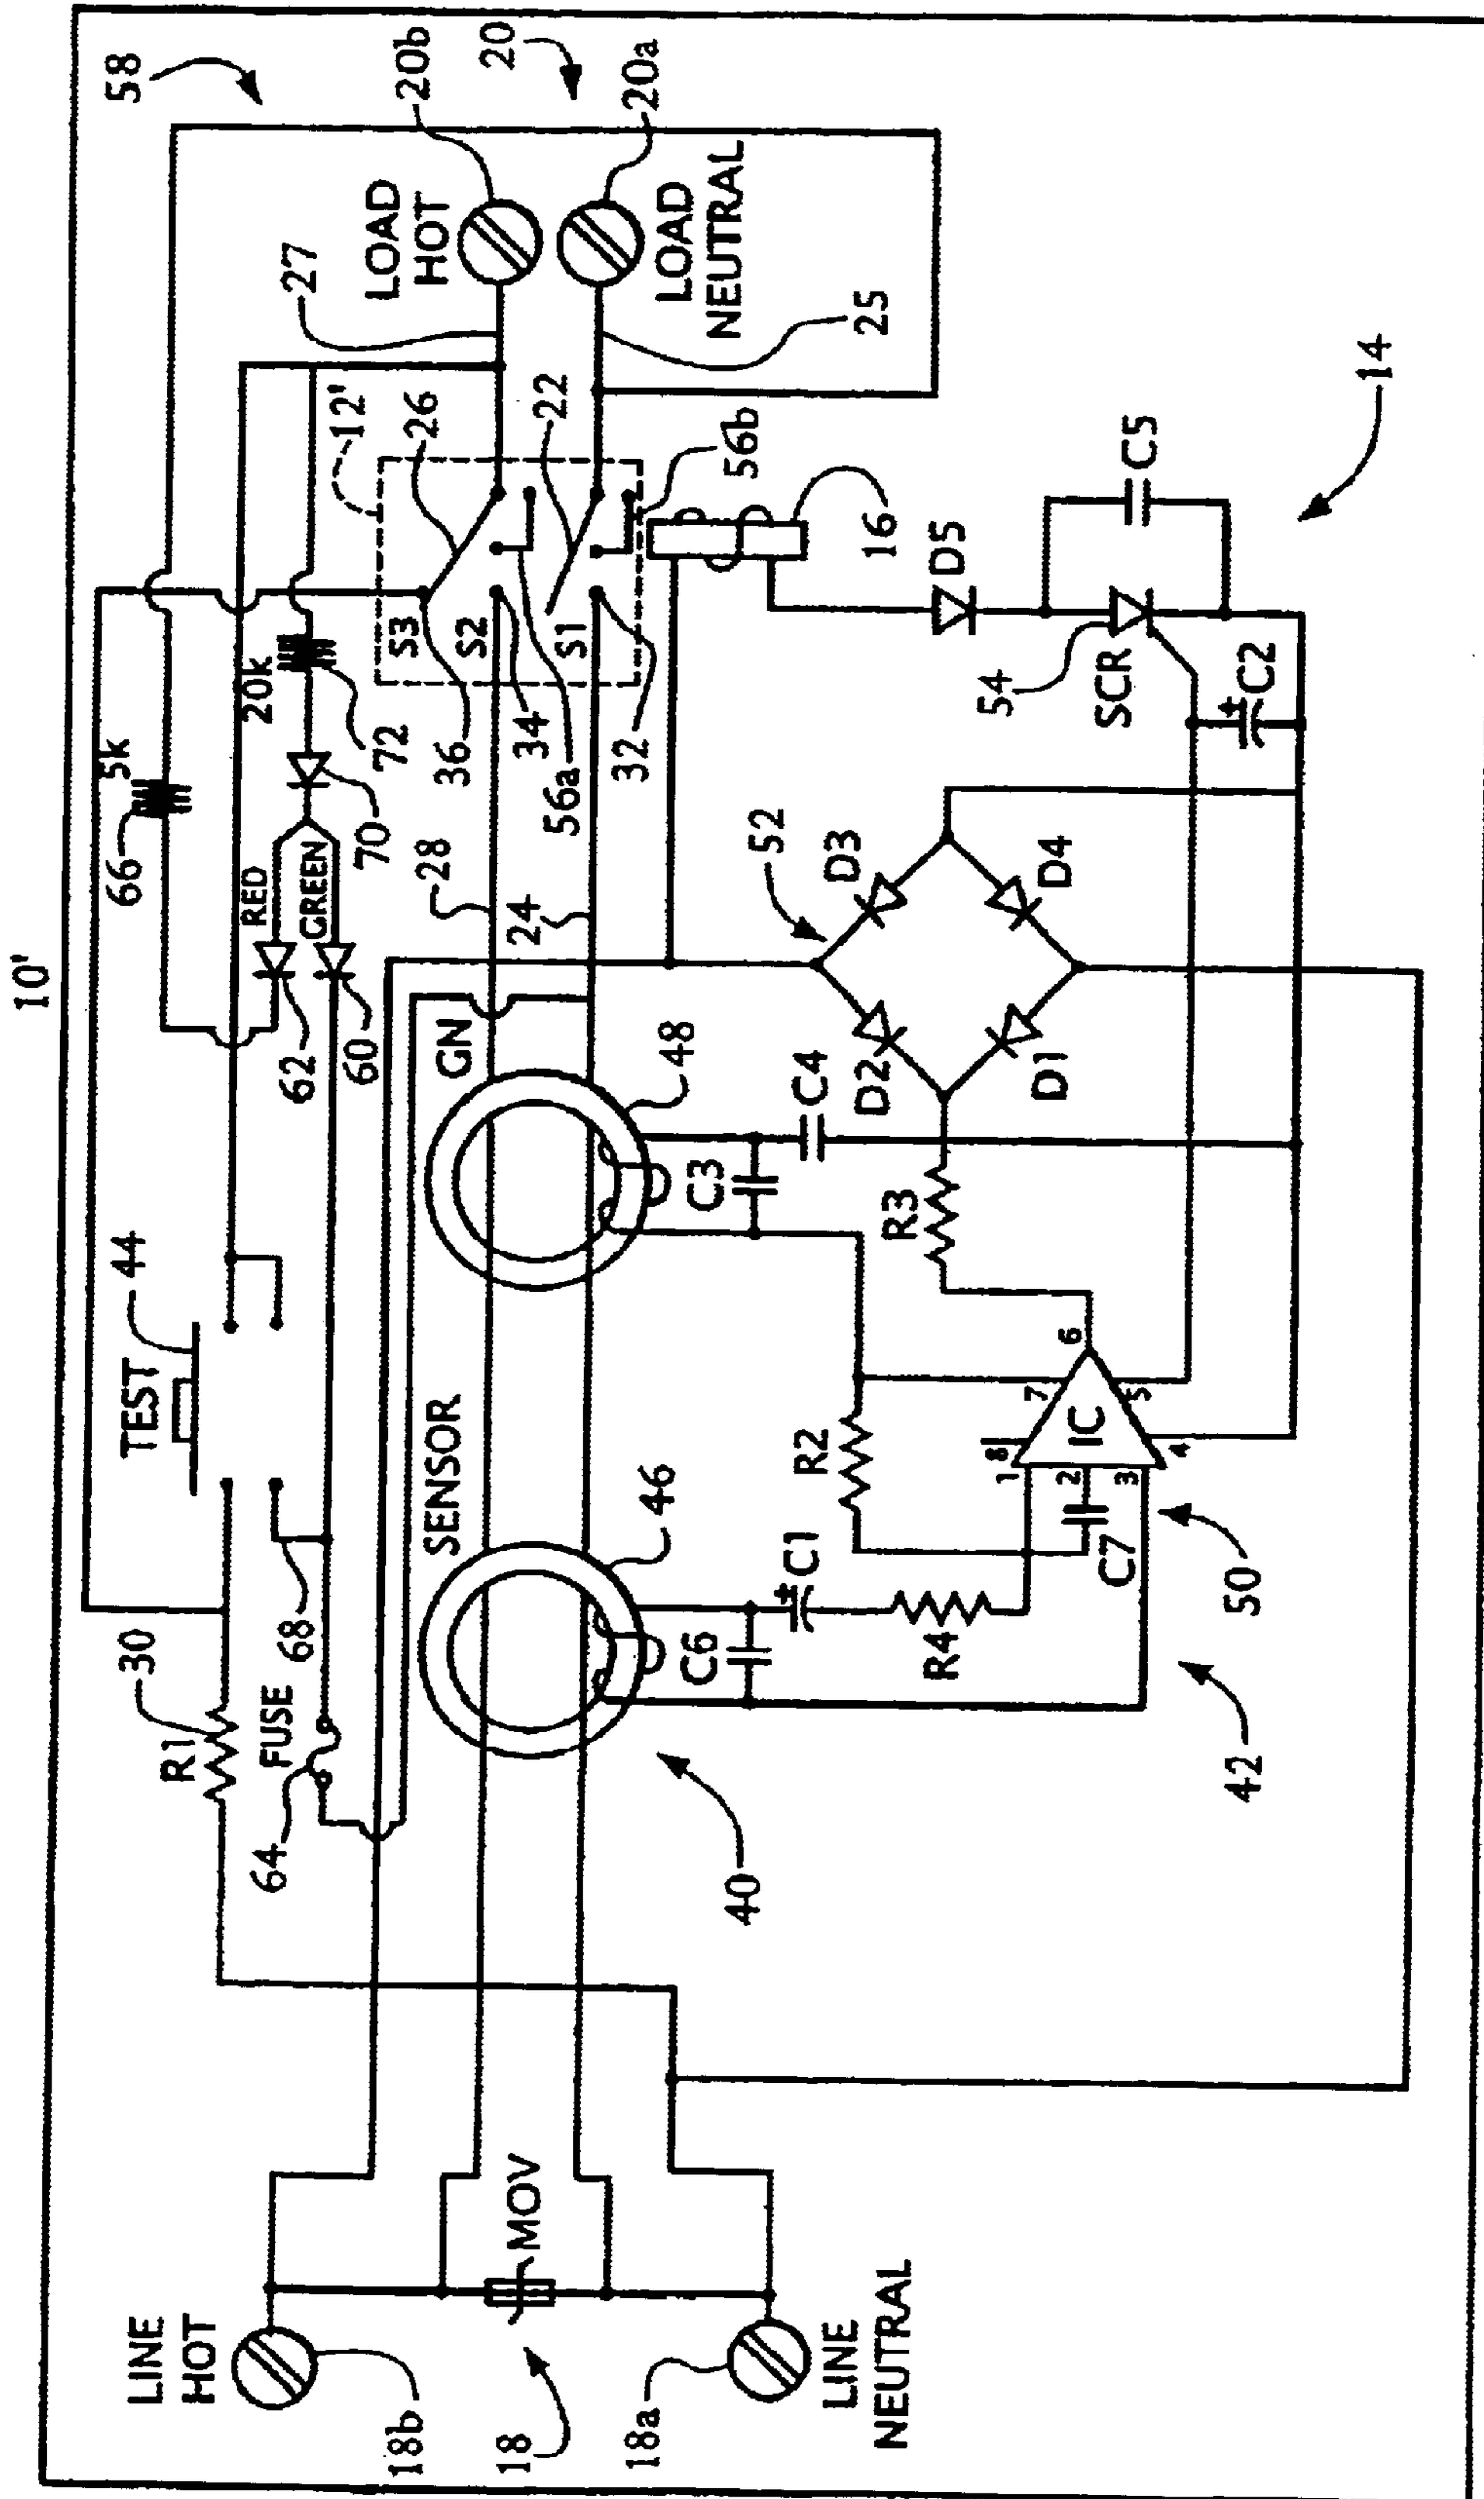 10'
58
LINE
HOT
18b
18
18a
LINE
NEUTRAL
MOV
R1
30
FUSE
64
68
TEST
44
SENSOR
46
40
42
50
C6
C1
R4
R2
C7
IC
1
2
3
4
5
6
7
8
R3
C3
C4
48
GN
62
60
RED
GREEN
66
5k
20k
70
72
28
24
36
34
56a
32
S3
S2
S1
12'
26
22
27
LOAD
HOT
20b
20
20a
LOAD
NEUTRAL
25
56b
16
52
D2
D3
D1
D4
D5
54
SCR
C2
C5
14